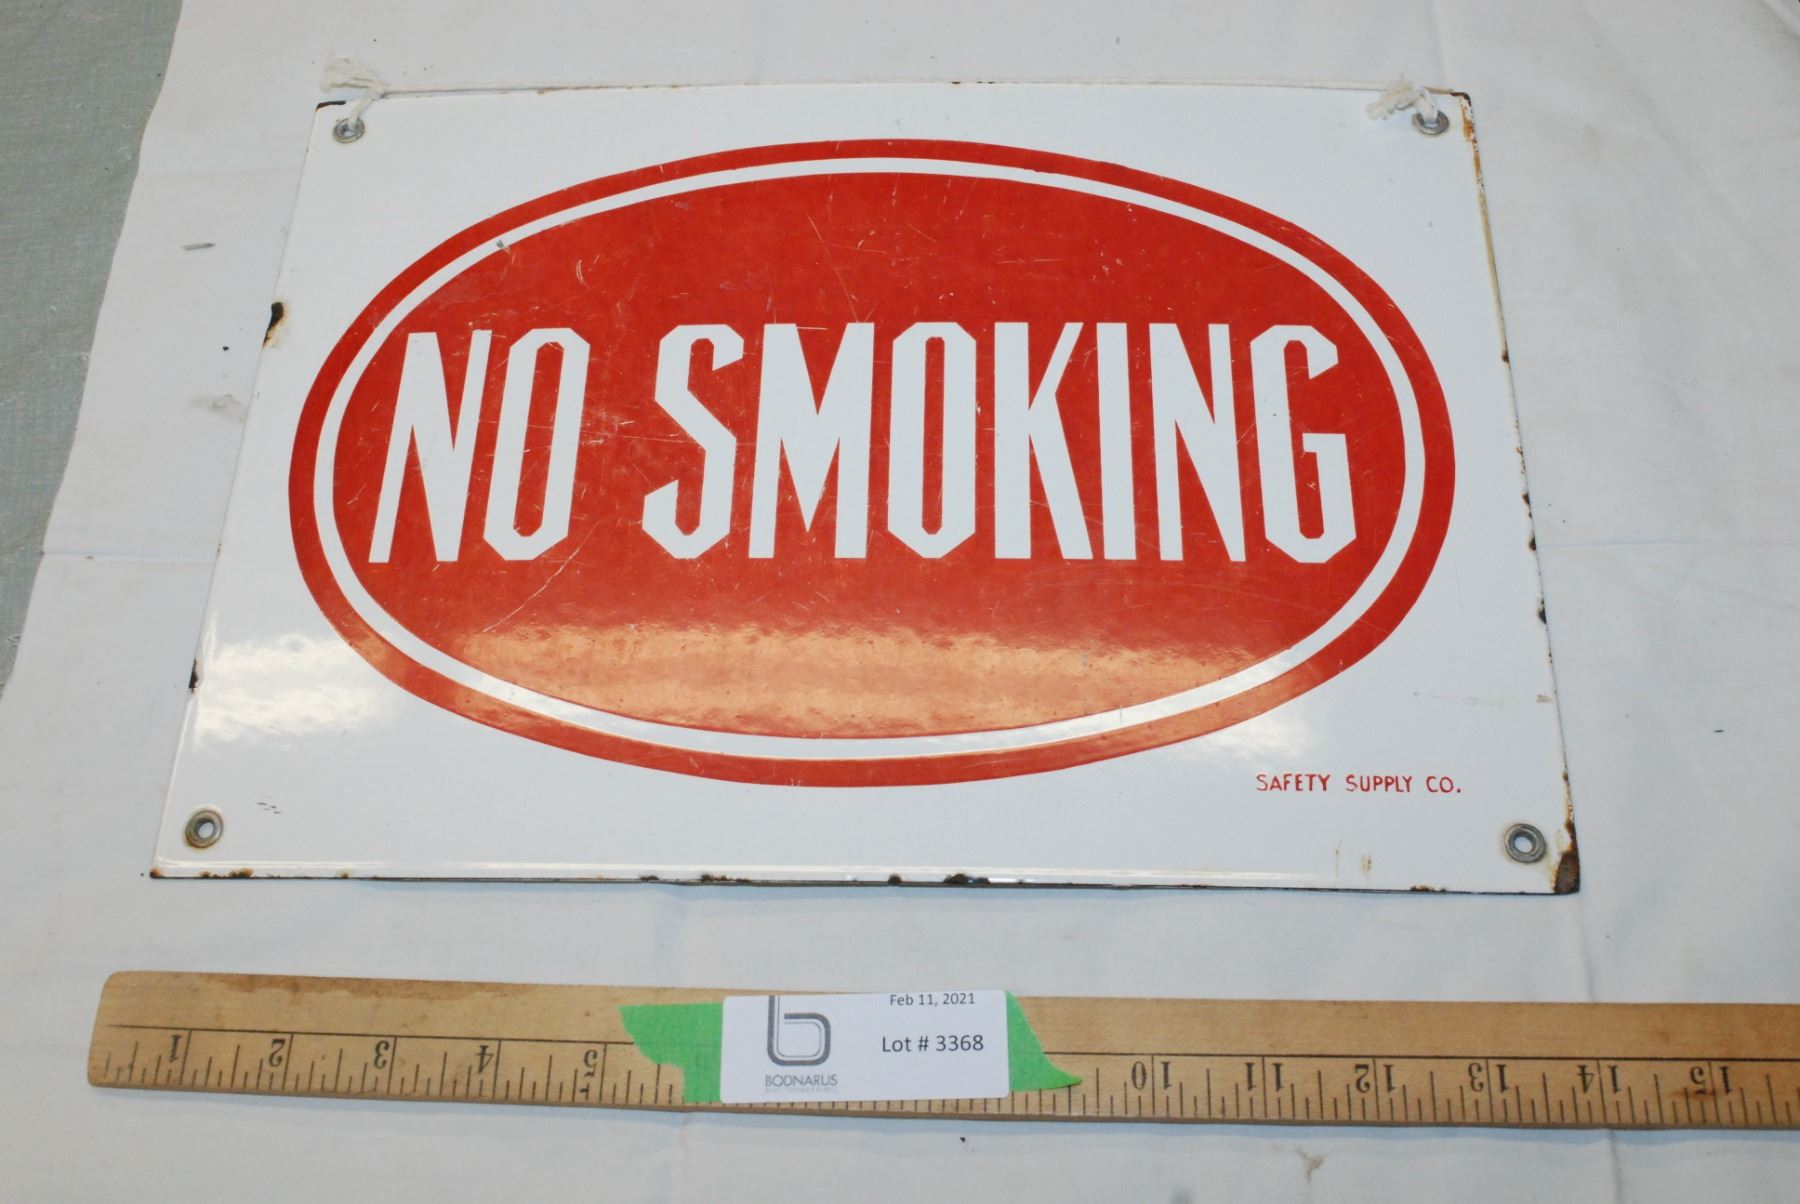 NO SMOKING
SAFETY SUPPLY CO.
Feb 11, 2021
Lot # 3368
BODNARUS
AUCTIONEERING
1 2 3 4 5 10 11 12 13 14 15